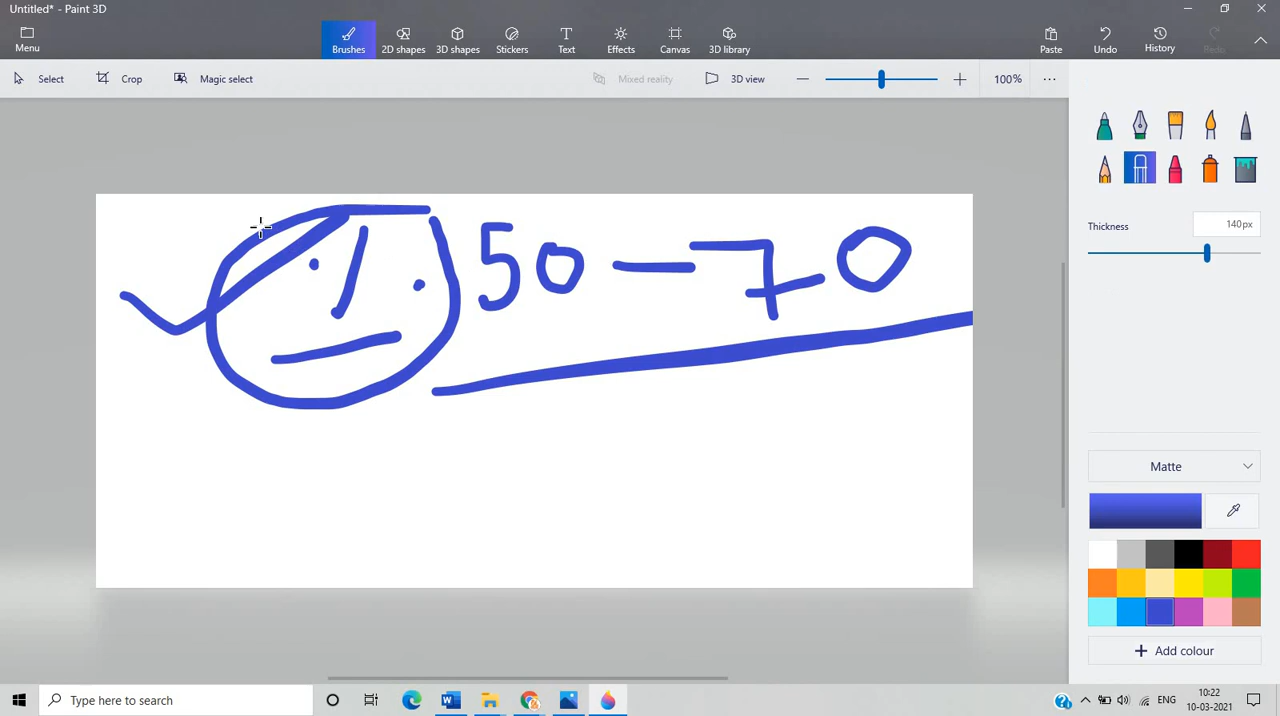 Untitled* - Paint 3D
Menu
Brushes
2D shapes
3D shapes
Stickers
Text
Effects
Canvas
3D library
Paste
Undo
History
Redo
Select
Crop
Magic select
Mixed reality
3D view
100%
50-70
Thickness
140px
Matte
Add colour
Type here to search
ENG
10:22
10-03-2021